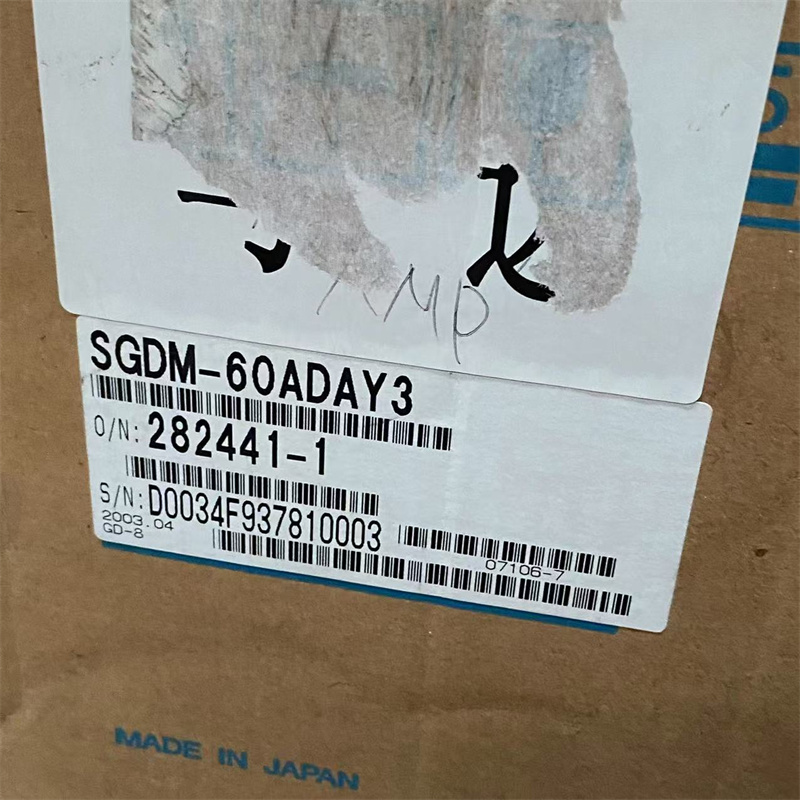 AMP
SGDM-60ADAY3
O/N: 282441-1
S/N: D0034F937810003
2003.04
GD-8
07106-7
MADE IN JAPAN